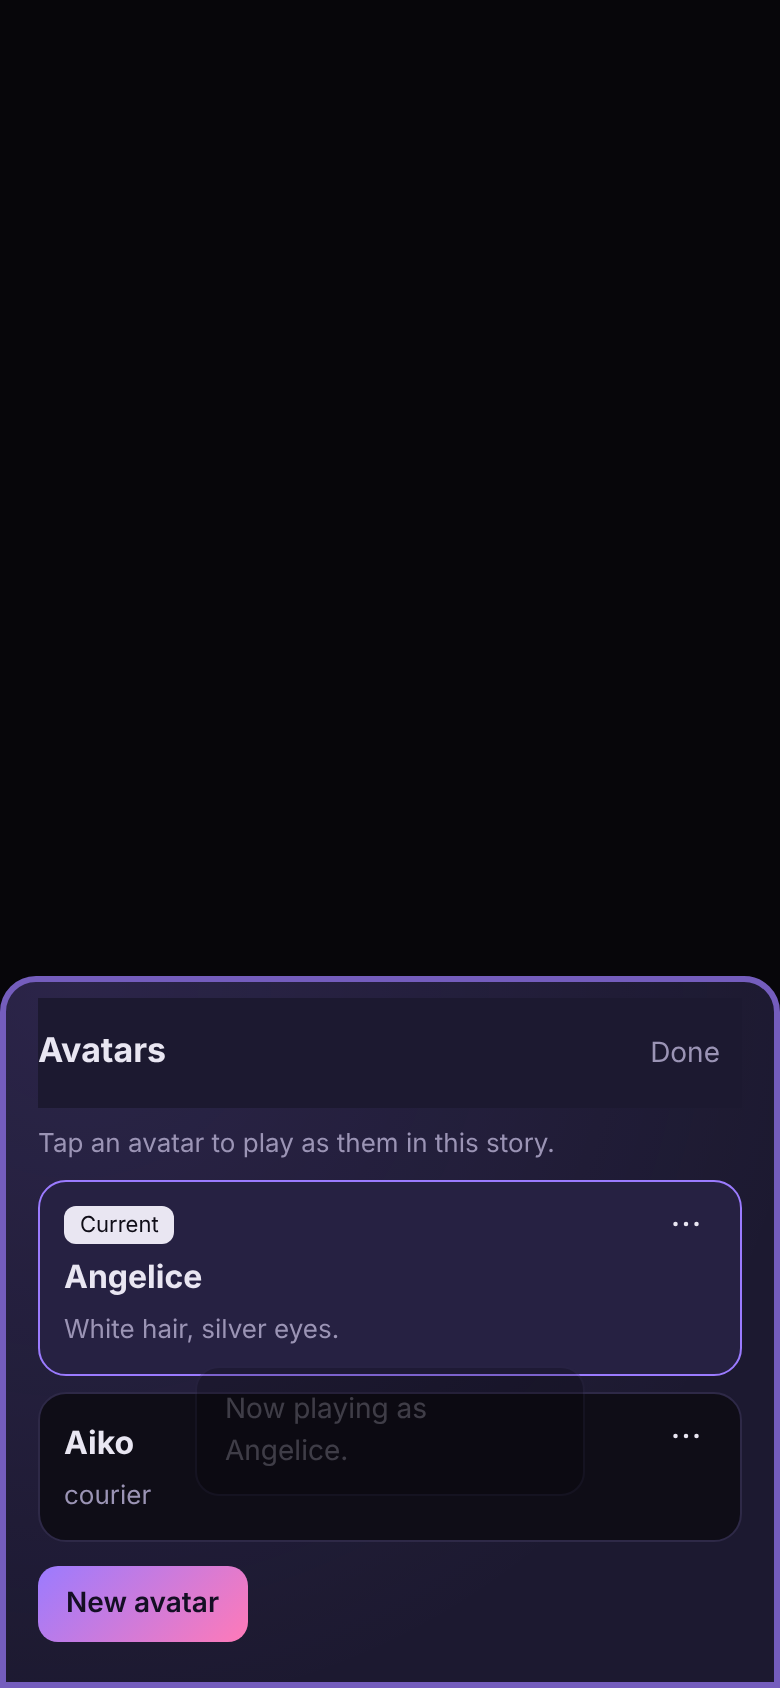 Avatars
Done
Tap an avatar to play as them in this story.
Current
...
Angelice
White hair, silver eyes.
Now playing as
Angelice.
Aiko
...
courier
New avatar